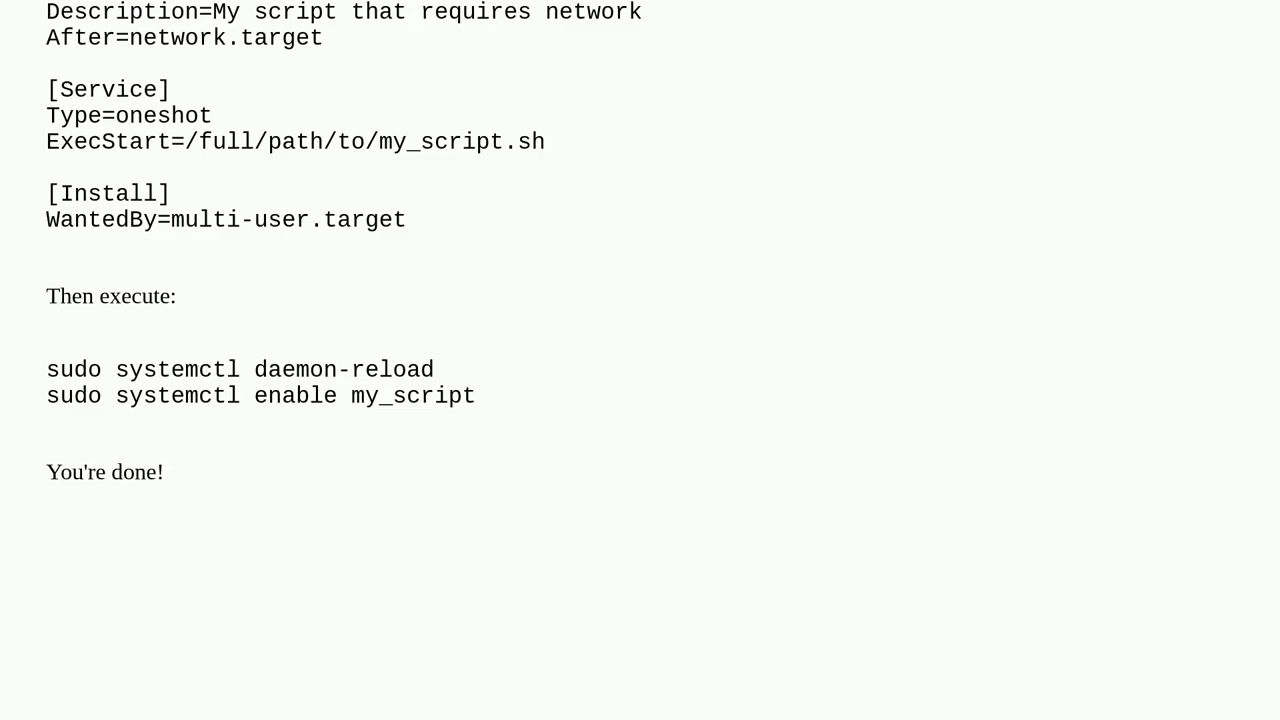 Description=My script that requires network
After=network.target
[Service]
Type=oneshot
ExecStart=/full/path/to/my_script.sh
[Install]
WantedBy=multi-user.target
Then execute:
sudo systemctl daemon-reload
sudo systemctl enable my_script
You're done!